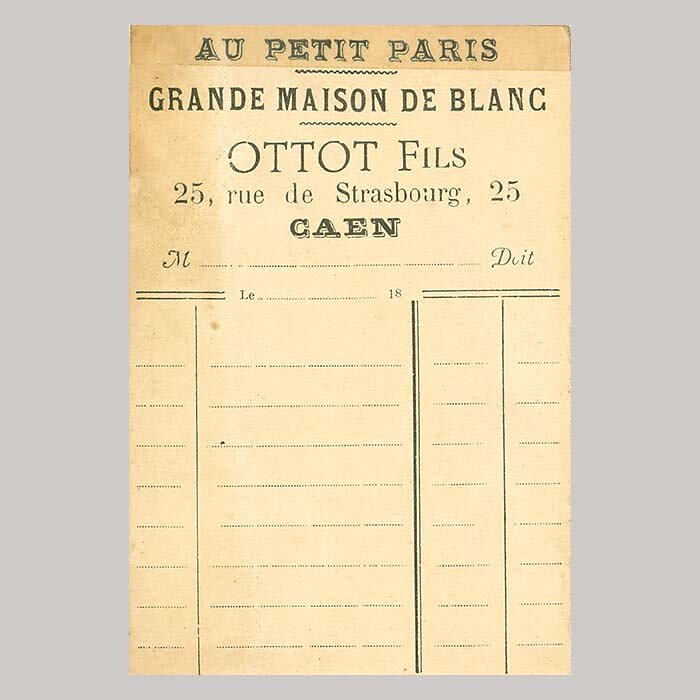 AU PETIT PARIS
GRANDE MAISON DE BLANC
OTTOT FILS
25, rue de Strasbourg, 25
CAEN
M Doit
Le 18